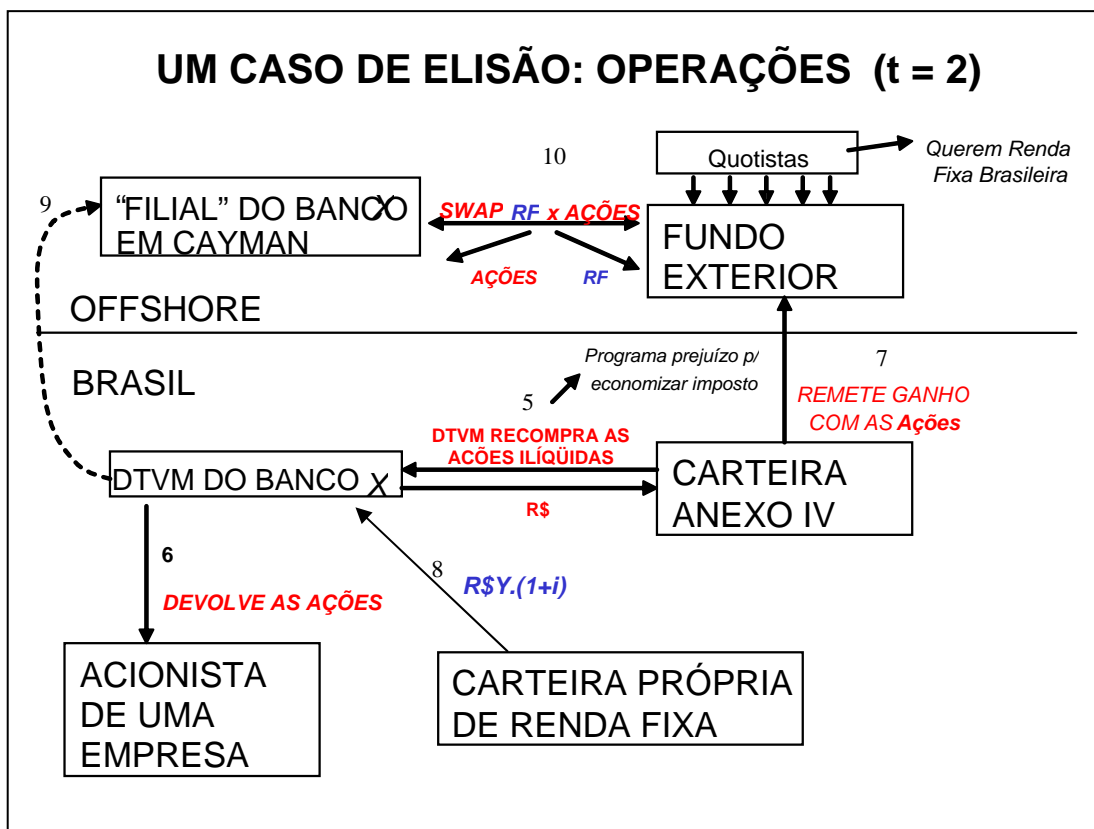 UM CASO DE ELISÃO: OPERAÇÕES (t = 2)
10
Quotistas
Querem Renda
Fixa Brasileira
9
“FILIAL” DO BANCO X
EM CAYMAN
SWAP RF x AÇÕES
AÇÕES
RF
FUNDO
EXTERIOR
OFFSHORE
BRASIL
Programa prejuízo p/
economizar imposto
7
REMETE GANHO
COM AS Ações
5
DTVM RECOMPRA AS
ACÕES ILÍQÜIDAS
DTVM DO BANCO X
R$
CARTEIRA
ANEXO IV
6
DEVOLVE AS AÇÕES
8
R$Y.(1+i)
ACIONISTA
DE UMA
EMPRESA
CARTEIRA PRÓPRIA
DE RENDA FIXA